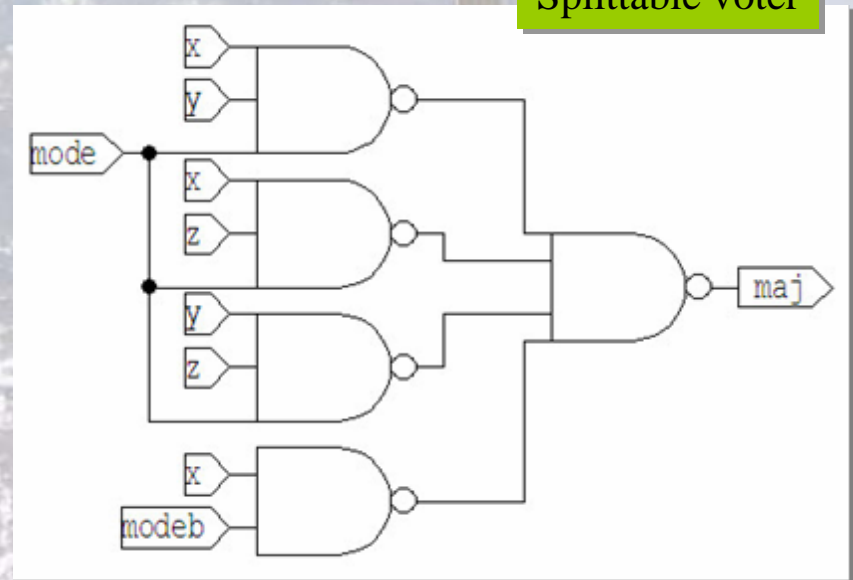 Splittable voter
x
y
mode
x
z
y
z
x
modeb
maj